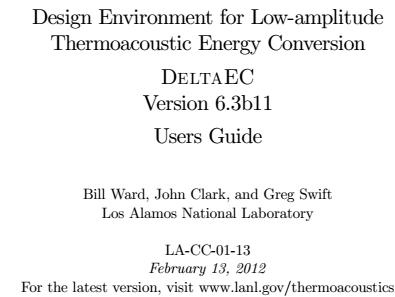 Design Environment for Low-amplitude
Thermoacoustic Energy Conversion
DELTAEC
Version 6.3b11
Users Guide
Bill Ward, John Clark, and Greg Swift
Los Alamos National Laboratory
LA-CC-01-13
February 13, 2012
For the latest version, visit www.lanl.gov/thermoacoustics